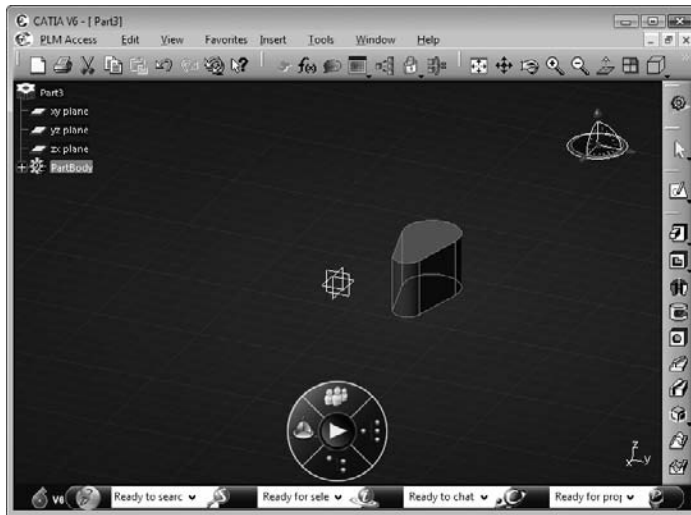 CATIA V6 - [ Part3]
PLM Access Edit View Favorites Insert Tools Window Help
f(x)
Part3
xy plane
yz plane
zx plane
PartBody
z
x y
V6 Ready to searc Ready for sele Ready to chat Ready for proj